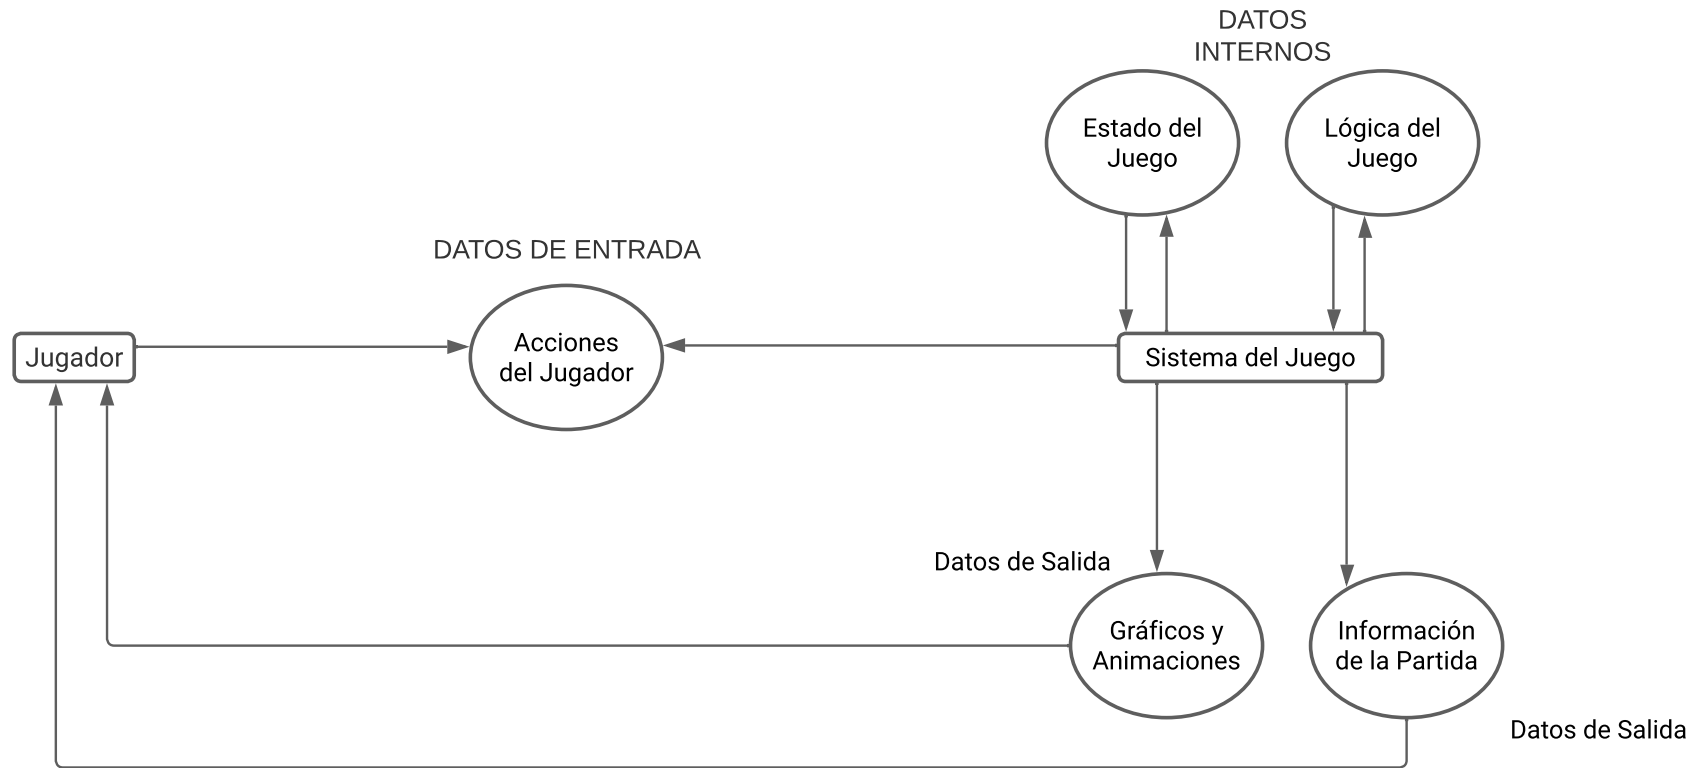 DATOS
INTERNOS
Estado del
Juego
Lógica del
Juego
DATOS DE ENTRADA
Jugador
Acciones
del Jugador
Sistema del Juego
Datos de Salida
Gráficos y
Animaciones
Información
de la Partida
Datos de Salida